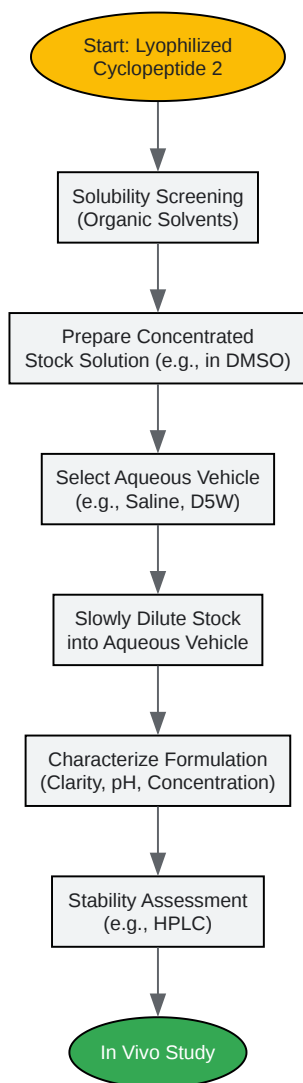 Start: Lyophilized
Cyclopeptide 2
Solubility Screening
(Organic Solvents)
Prepare Concentrated
Stock Solution (e.g., in DMSO)
Select Aqueous Vehicle
(e.g., Saline, D5W)
Slowly Dilute Stock
into Aqueous Vehicle
Characterize Formulation
(Clarity, pH, Concentration)
Stability Assessment
(e.g., HPLC)
In Vivo Study